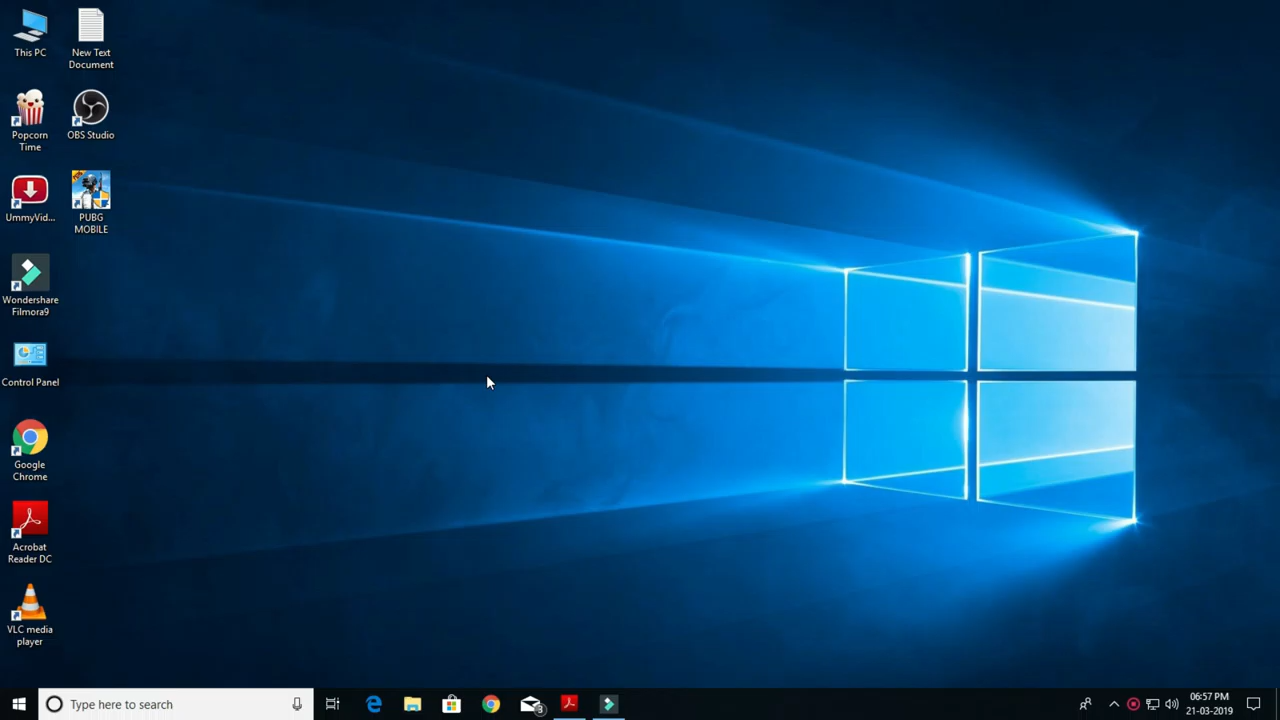 This PC
New Text
Document
Popcorn
Time
OBS Studio
UmmyVid...
PUBG
MOBILE
Wondershare
Filmora9
Control Panel
Google
Chrome
Acrobat
Reader DC
VLC media
player
Type here to search
3
06:57 PM
21-03-2019